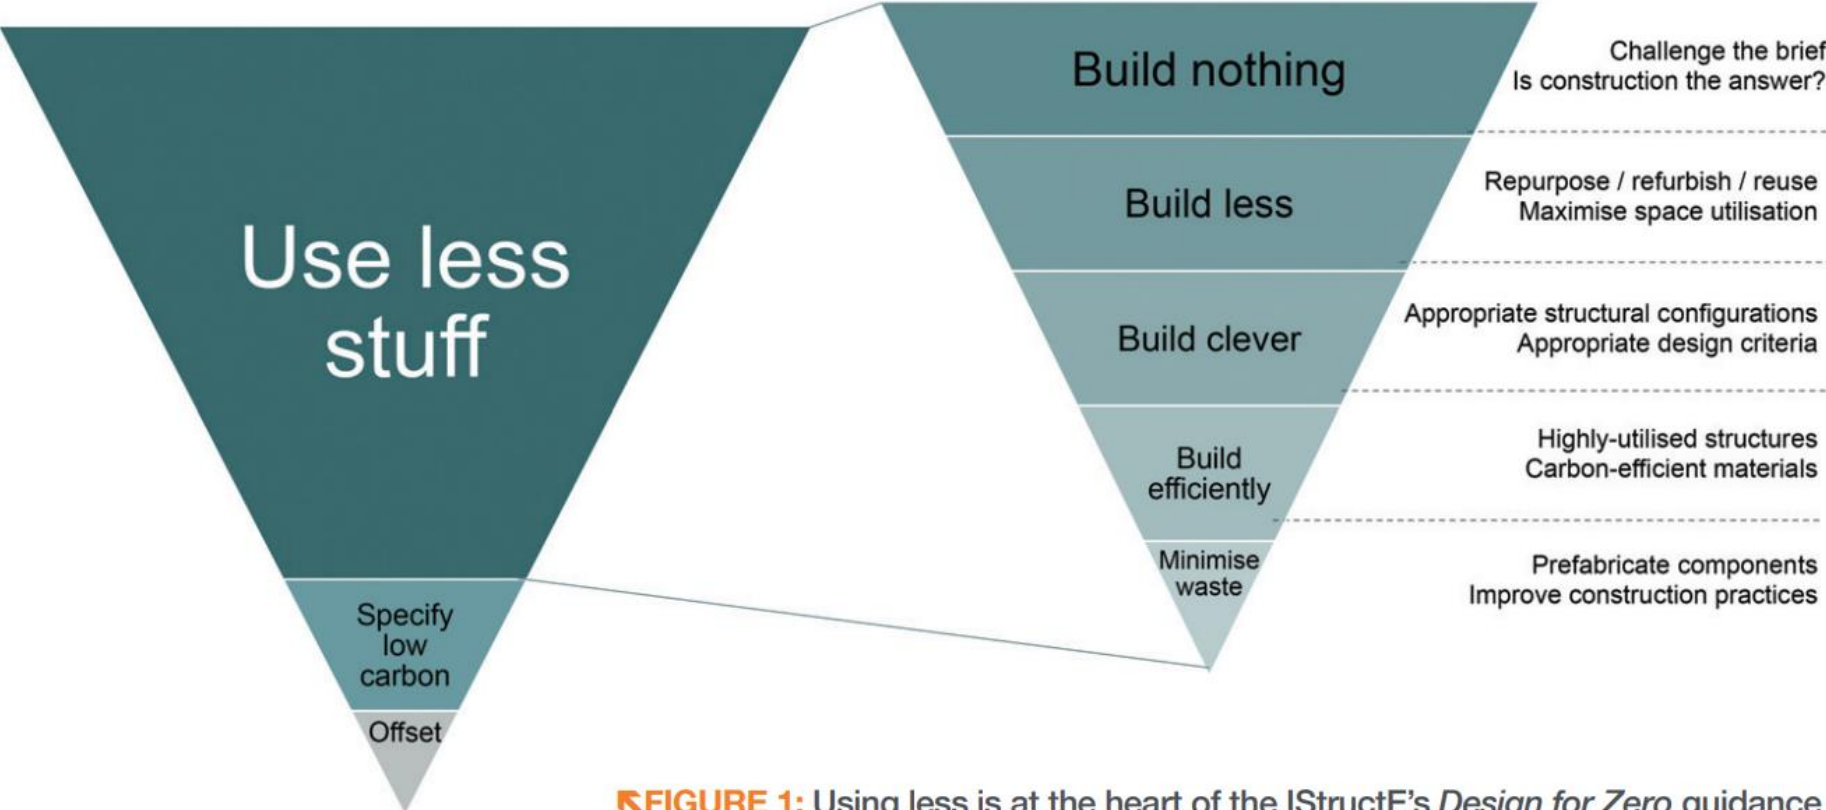 Use less
stuff
Specify
low
carbon
Offset
Build nothing
Challenge the brief
Is construction the answer?
Build less
Repurpose / refurbish / reuse
Maximise space utilisation
Build clever
Appropriate structural configurations
Appropriate design criteria
Build
efficiently
Highly-utilised structures
Carbon-efficient materials
Minimise
waste
Prefabricate components
Improve construction practices
FIGURE 1: Using less is at the heart of the IStructE's Design for Zero guidance